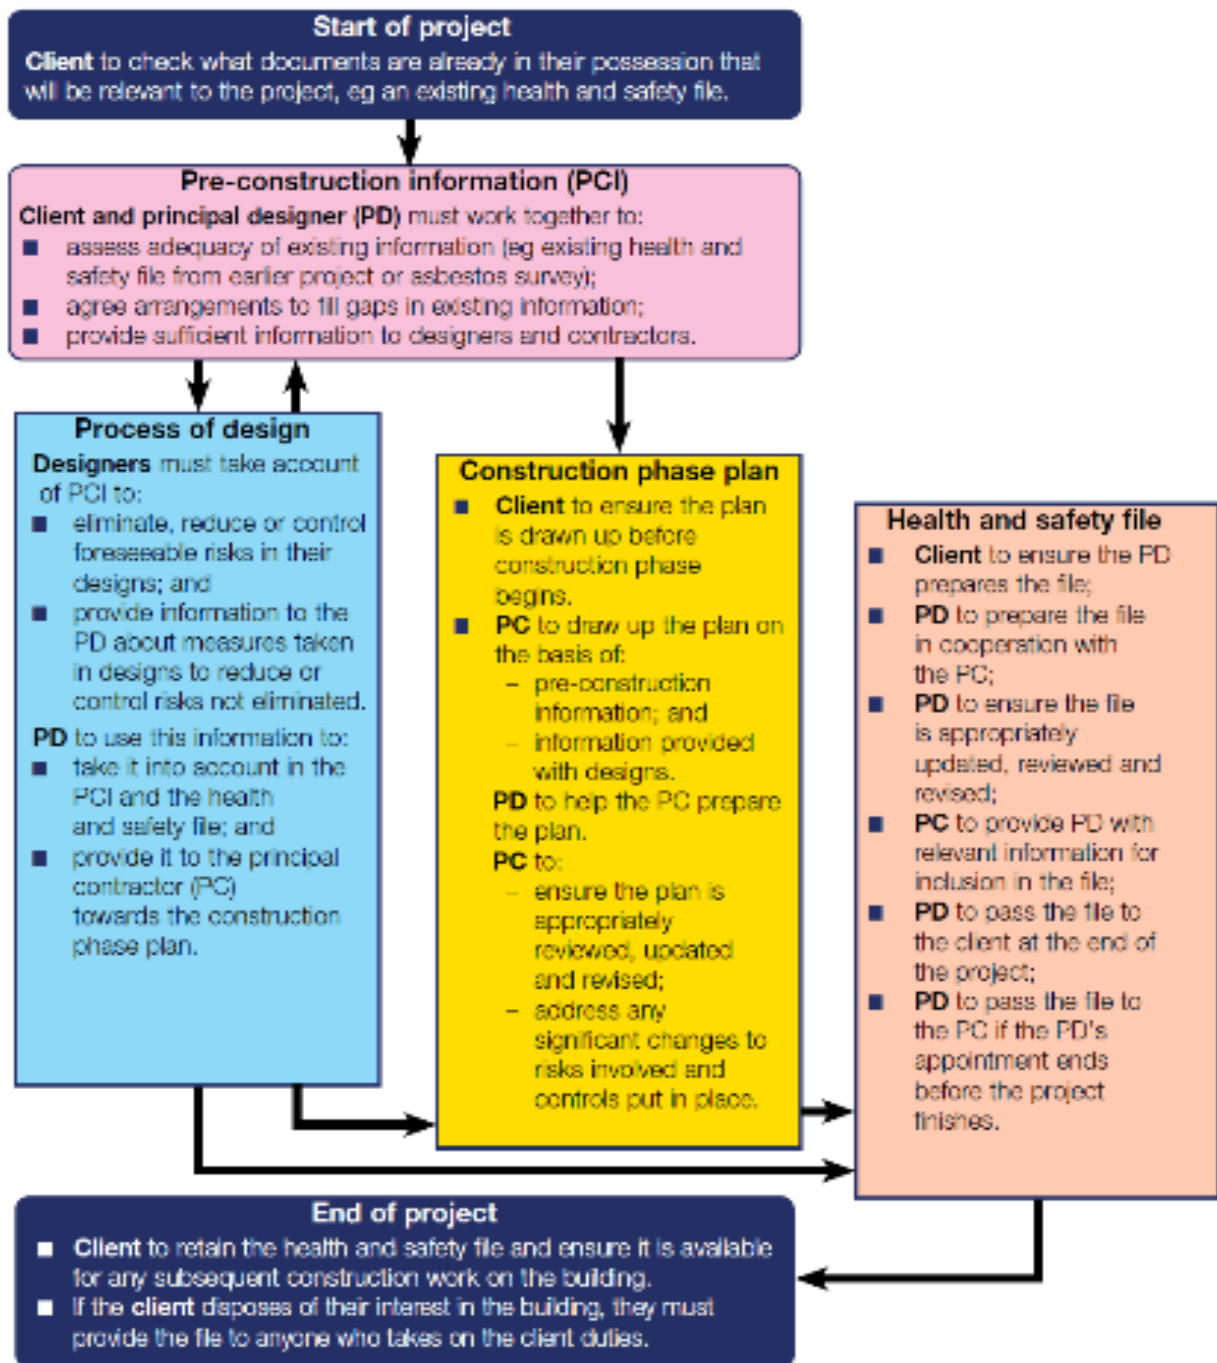 Start of project
Client to check what documents are already in their possession that
will be relevant to the project, eg an existing health and safety file.
Pre-construction information (PCI)
Client and principal designer (PD) must work together to:
■ assess adequacy of existing information (eg existing health and
safety file from earlier project or asbestos survey);
■ agree arrangements to fill gaps in existing information;
■ provide sufficient information to designers and contractors.
Process of design
Designers must take account
of PCI to:
■ eliminate, reduce or control
foreseeable risks in their
designs; and
■ provide information to the
PD about measures taken
in designs to reduce or
control risks not eliminated.
PD to use this information to:
■ take it into account in the
PCI and the health
and safety file; and
■ provide it to the principal
contractor (PC)
towards the construction
phase plan.
Construction phase plan
■ Client to ensure the plan
is drawn up before
construction phase
begins.
■ PC to draw up the plan on
the basis of:
– pre-construction
information; and
– information provided
with designs.
PD to help the PC prepare
the plan.
PC to:
– ensure the plan is
appropriately
reviewed, updated
and revised;
– address any
significant changes to
risks involved and
controls put in place.
Health and safety file
■ Client to ensure the PD
prepares the file;
■ PD to prepare the file
in cooperation with
the PC;
■ PD to ensure the file
is appropriately
updated, reviewed and
revised;
■ PC to provide PD with
relevant information for
inclusion in the file;
■ PD to pass the file to
the client at the end of
the project;
■ PD to pass the file to
the PC if the PD's
appointment ends
before the project
finishes.
End of project
■ Client to retain the health and safety file and ensure it is available
for any subsequent construction work on the building.
■ If the client disposes of their interest in the building, they must
provide the file to anyone who takes on the client duties.